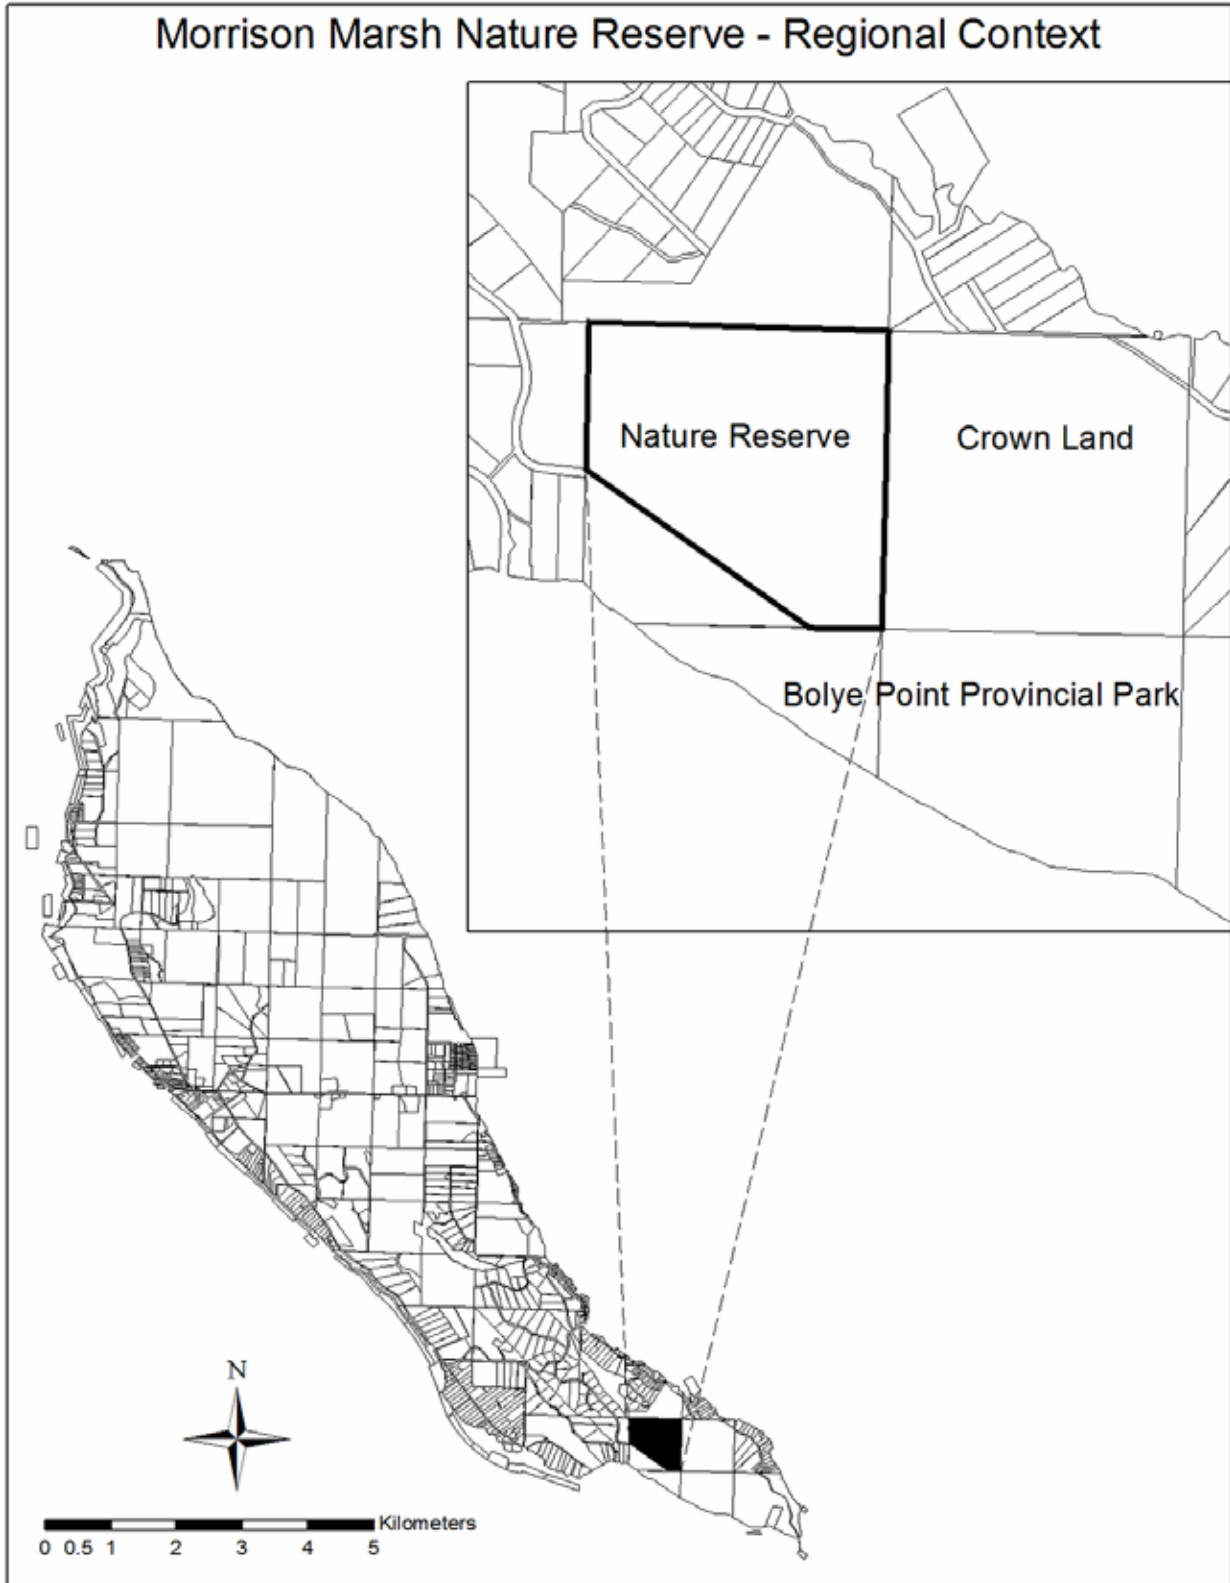 Morrison Marsh Nature Reserve - Regional Context
Nature Reserve
Crown Land
Bolye Point Provincial Park
N
Kilometers
0 0.5 1 2 3 4 5